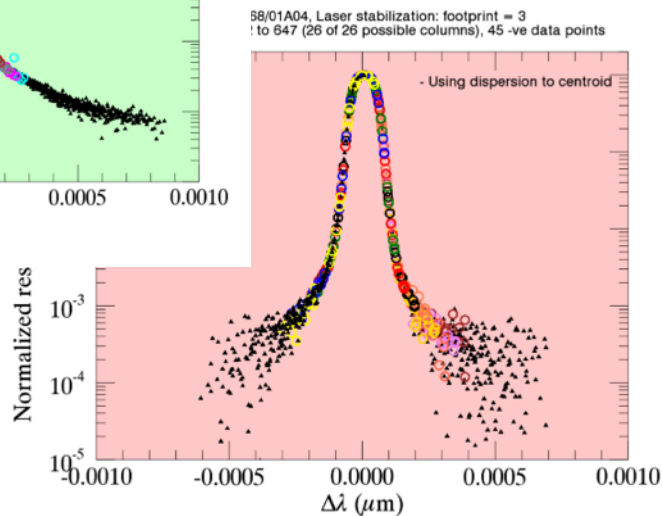 68/01A04, Laser stabilization: footprint = 3
to 647 (26 of 26 possible columns), 45 -ve data points
- Using dispersion to centroid
0.0005 0.0010
Normalized res
10-3
10-4
10-5
-0.0010 -0.0005 0.0000 0.0005 0.0010
Δλ (μm)